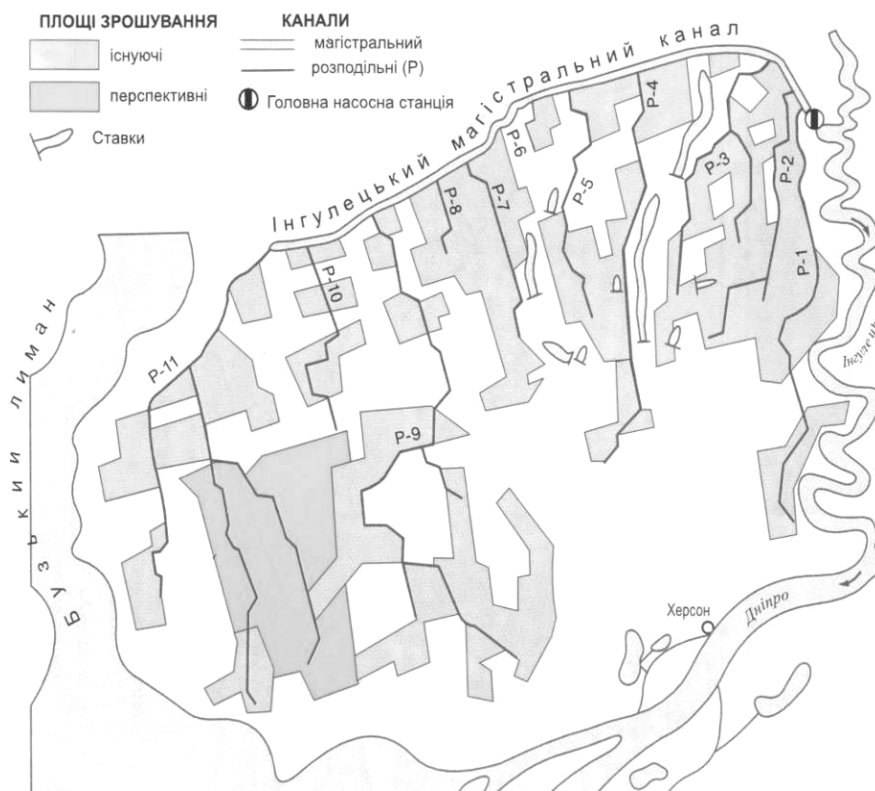 ПЛОЩІ ЗРОШУВАННЯ
існуючі
перспективні
Ставки
КАНАЛИ
магістральний
розподільні (Р)
Головна насосна станція
Інгулецький магістральний канал
Р-4
Р-6
Р-3
Р-2
Р-5
Р-8
Р-7
Р-1
Р-10
Інгулець
Р-11
Р-9
Бузький лиман
Херсон
Дніпро